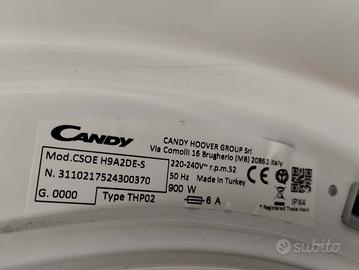 CANDY
CANDY HOOVER GROUP Srl
Via Comolli 16 Brugherio (MB) 20861 Italy
Mod.CSOE H9A2DE-S
220-240V~ r.p.m.52
N. 3110217524300370
50 Hz Made in Turkey
900 W
G. 0000
Type THP02
6 A
IPX4
subito